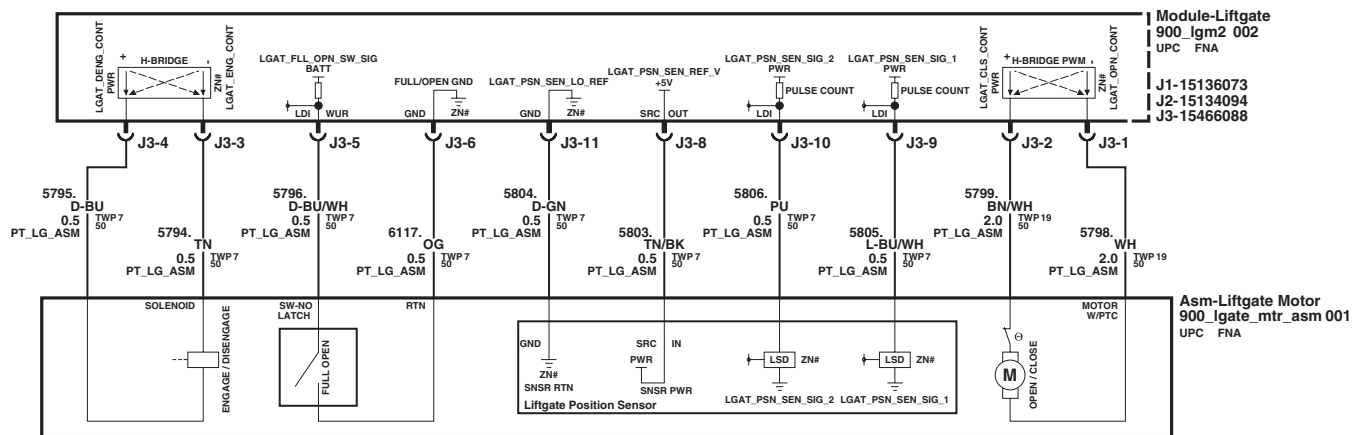 Module-Liftgate
900_lgm2 002
UPC FNA
J1-15136073
J2-15134094
J3-15466088
LGAT_DENG_CONT
PWR
+ H-BRIDGE -
ZN#
LGAT_ENG_CONT
LGAT_FLL_OPN_SW_SIG
BATT
LDI WUR
FULL/OPEN GND
ZN#
GND
LGAT_PSN_SEN_LO_REF
ZN#
GND
LGAT_PSN_SEN_REF_V
+5V
SRC OUT
LGAT_PSN_SEN_SIG_2
PWR
PULSE COUNT
LDI
LGAT_PSN_SEN_SIG_1
PWR
PULSE COUNT
LDI
LGAT_CLS_CONT
PWR
+ H-BRIDGE PWM -
ZN#
LGAT_OPN_CONT
J3-4 J3-3 J3-5 J3-6 J3-11 J3-8 J3-10 J3-9 J3-2 J3-1
5795.
D-BU
0.5 TWP 7
PT_LG_ASM 50
5794.
TN
0.5 TWP 7
PT_LG_ASM 50
5796.
D-BU/WH
0.5 TWP 7
PT_LG_ASM 50
6117.
OG
0.5 TWP 7
PT_LG_ASM 50
5804.
D-GN
0.5 TWP 7
PT_LG_ASM 50
5803.
TN/BK
0.5 TWP 7
PT_LG_ASM 50
5806.
PU
0.5 TWP 7
PT_LG_ASM 50
5805.
L-BU/WH
0.5 TWP 7
PT_LG_ASM 50
5799.
BN/WH
2.0 TWP 19
PT_LG_ASM 50
5798.
WH
2.0 TWP 19
PT_LG_ASM 50
Asm-Liftgate Motor
900_lgate_mtr_asm 001
UPC FNA
SOLENOID
ENGAGE / DISENGAGE
SW-NO
LATCH
FULL OPEN
RTN
GND
ZN#
SNSR RTN
SRC IN
PWR
SNSR PWR
LSD ZN#
LGAT_PSN_SEN_SIG_2
LSD ZN#
LGAT_PSN_SEN_SIG_1
Liftgate Position Sensor
MOTOR
W/PTC
Θ
M
OPEN / CLOSE